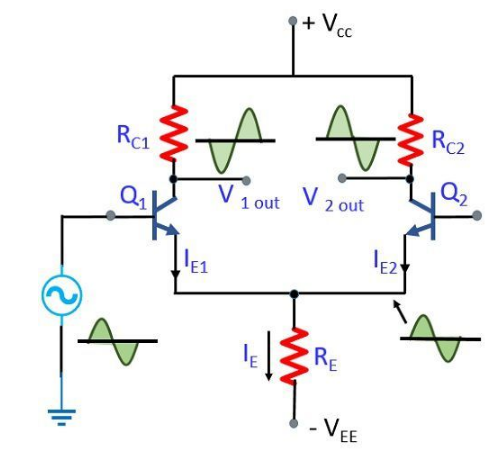 + Vcc
RC1
RC2
Q1
V 1 out
V 2 out
Q2
IE1
IE2
IE
RE
- VEE